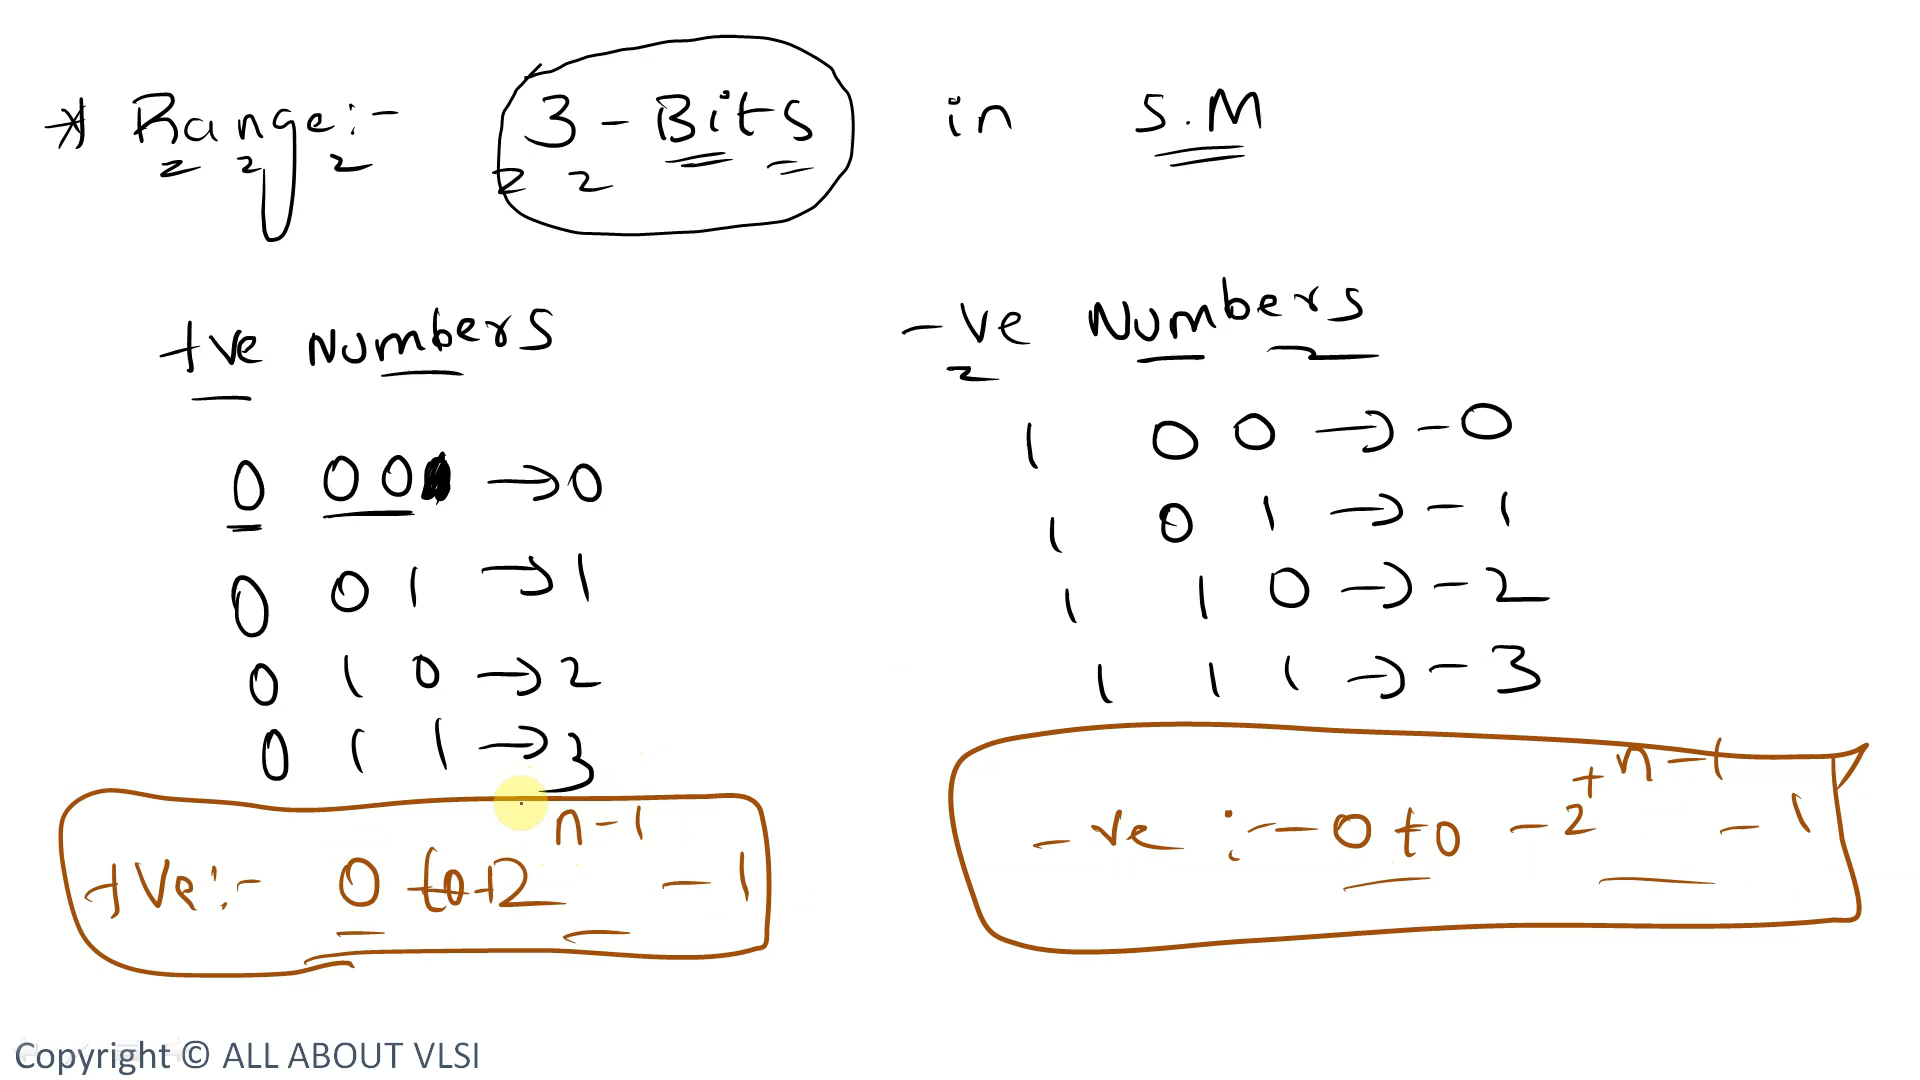 * Range:- 3-Bits in S.M
+ve Numbers
0 00 → 0
0 0 1 → 1
0 1 0 → 2
0 1 1 → 3
+ve:- 0 to +2^n-1 - 1
-ve Numbers
1 0 0 → -0
1 0 1 → -1
1 1 0 → -2
1 1 1 → -3
-ve :- -0 to -2^+n-1 - 1
Copyright © ALL ABOUT VLSI